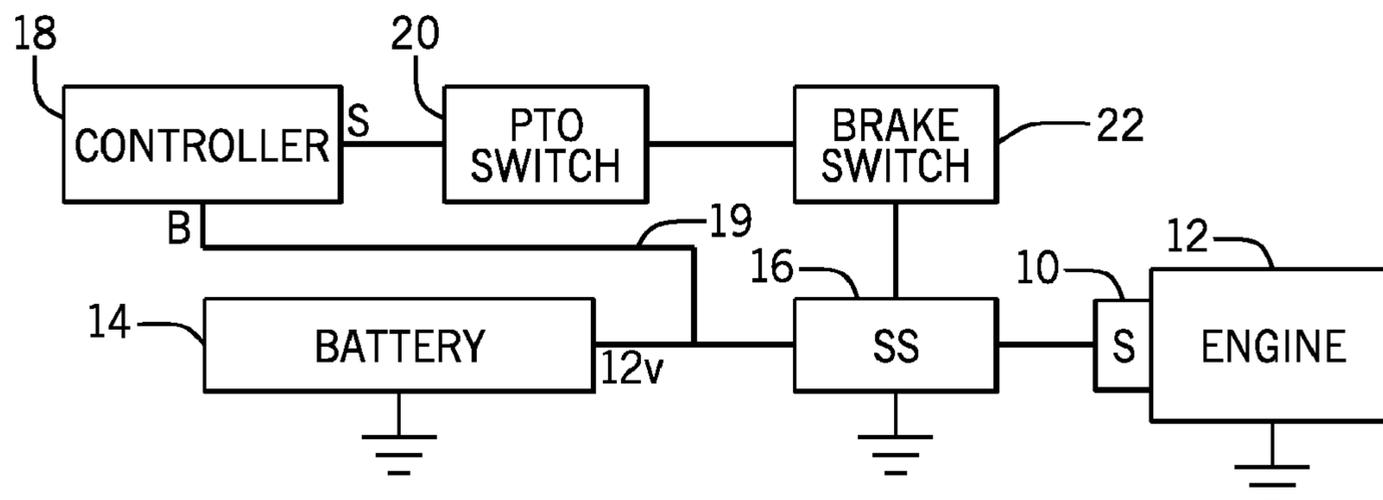 18
20
CONTROLLER
S
PTO
SWITCH
BRAKE
SWITCH
22
B
19
16
10
12
14
BATTERY
12v
SS
S
ENGINE